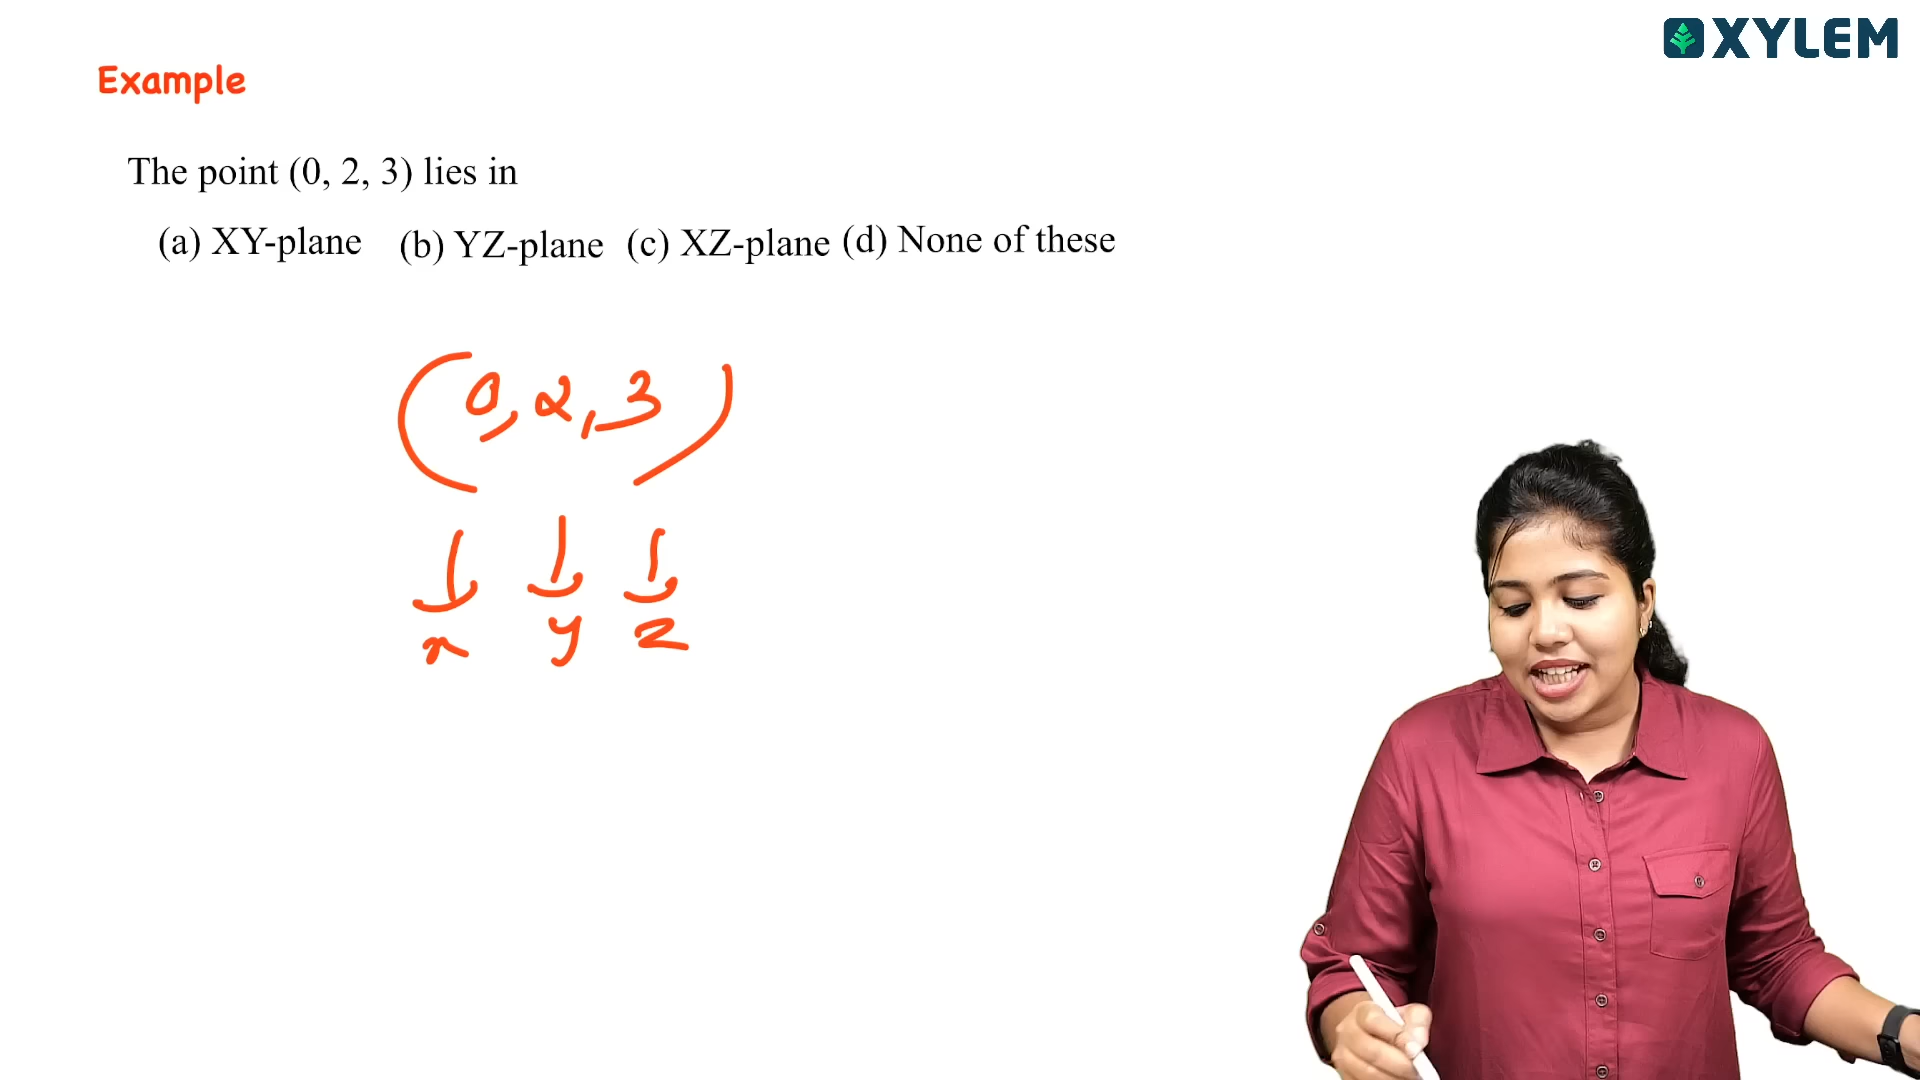 XYLEM
Example
The point (0, 2, 3) lies in
(a) XY-plane (b) YZ-plane (c) XZ-plane (d) None of these
(0, 2, 3)
x y z